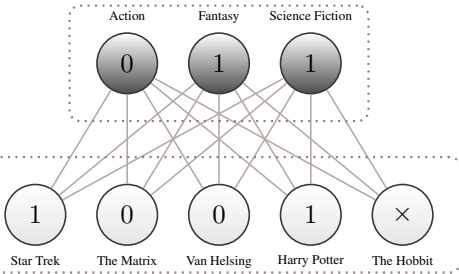 Action Fantasy Science Fiction
0 1 1
1 0 0 1 ×
Star Trek The Matrix Van Helsing Harry Potter The Hobbit